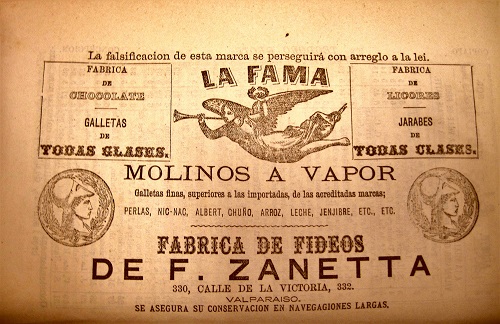 La falsificacion de esta marca se perseguirá con arreglo a la lei.
FABRICA
DE
CHOCOLATE
GALLETAS
DE
TODAS CLASES.
LA FAMA
FABRICA
DE
LICORES
JARABES
DE
TODAS CLASES.
MOLINOS A VAPOR
Galletas finas, superiores a las importadas, de las acreditadas marcas;
PERLAS, NIC-NAC, ALBERT, CHUÑO, ARROZ, LECHE, JENJIBRE, ETC., ETC.
FABRICA DE FIDEOS
DE F. ZANETTA
330, CALLE DE LA VICTORIA, 332.
VALPARAISO.
SE ASEGURA SU CONSERVACION EN NAVEGACIONES LARGAS.